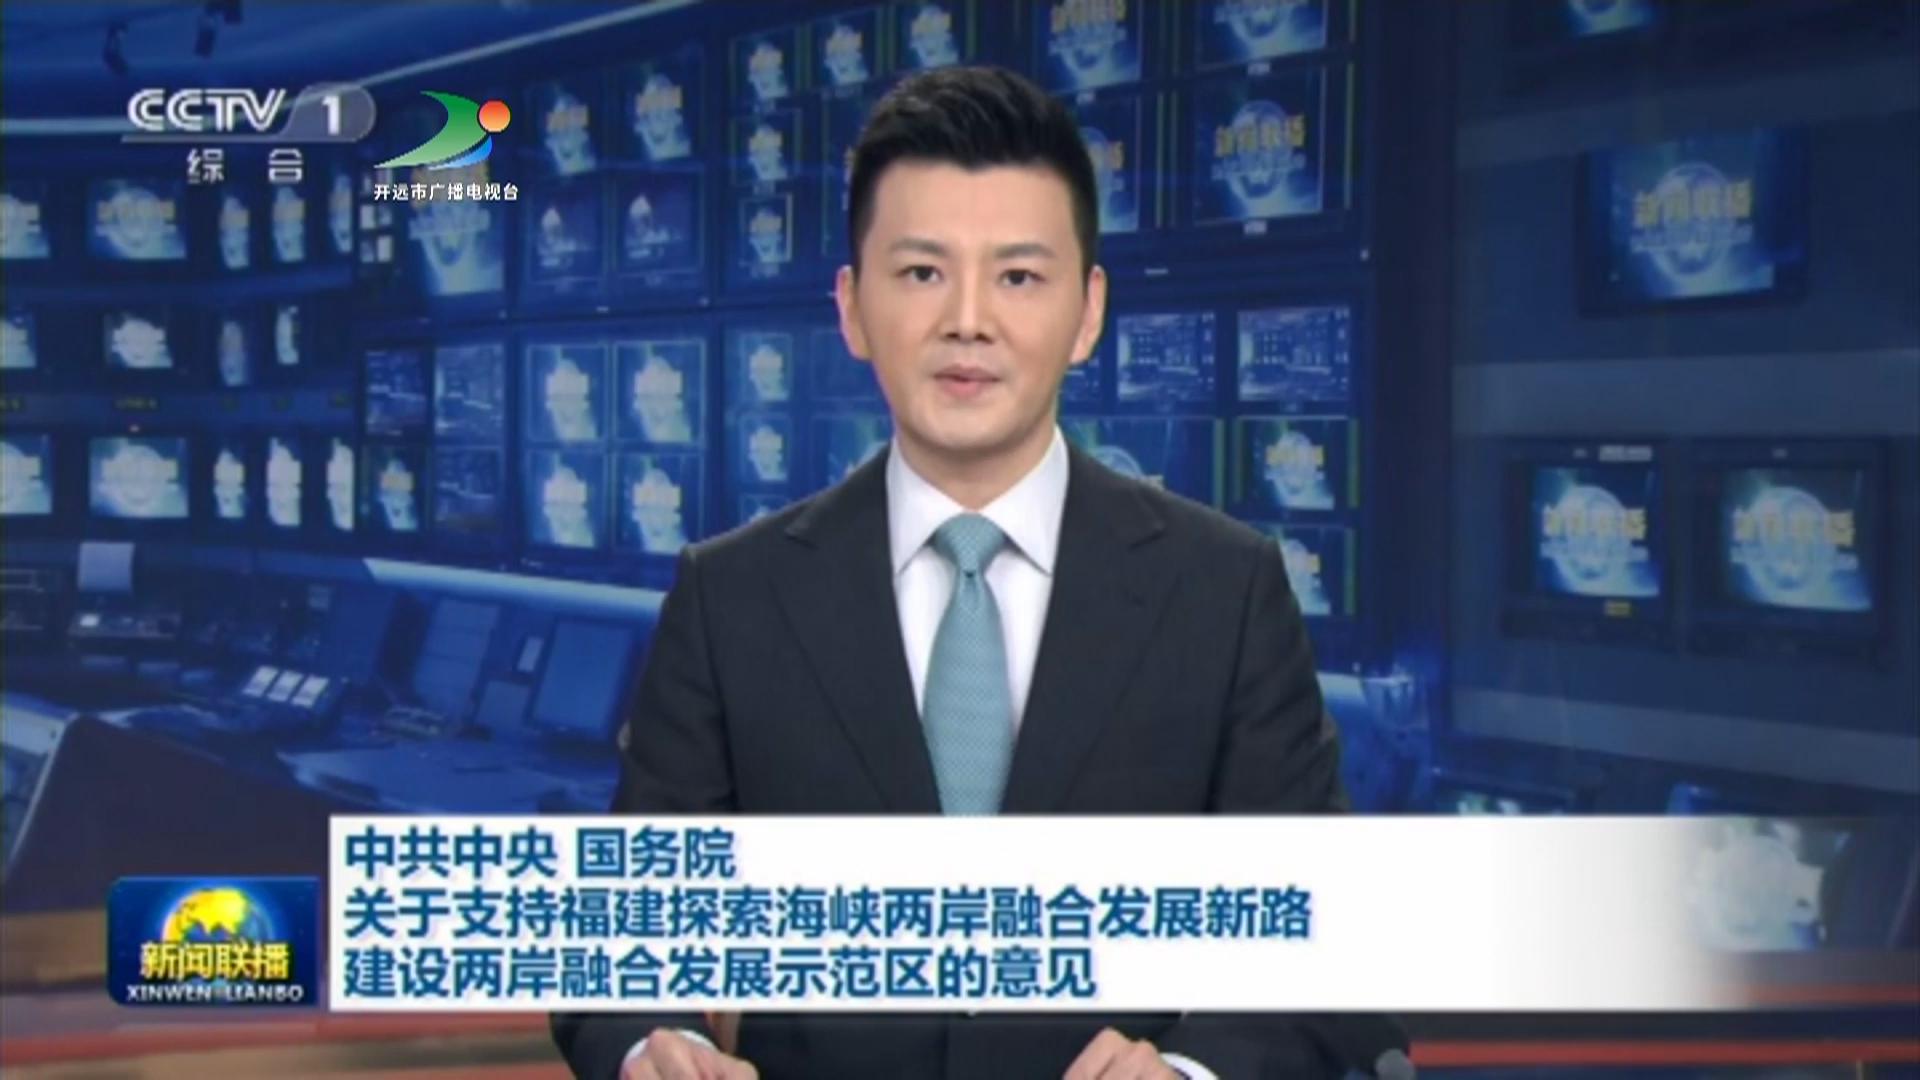 CCTV 1
综合
开远市广播电视台
中共中央 国务院
关于支持福建探索海峡两岸融合发展新路
建设两岸融合发展示范区的意见
新闻联播
XINWEN LIANBO